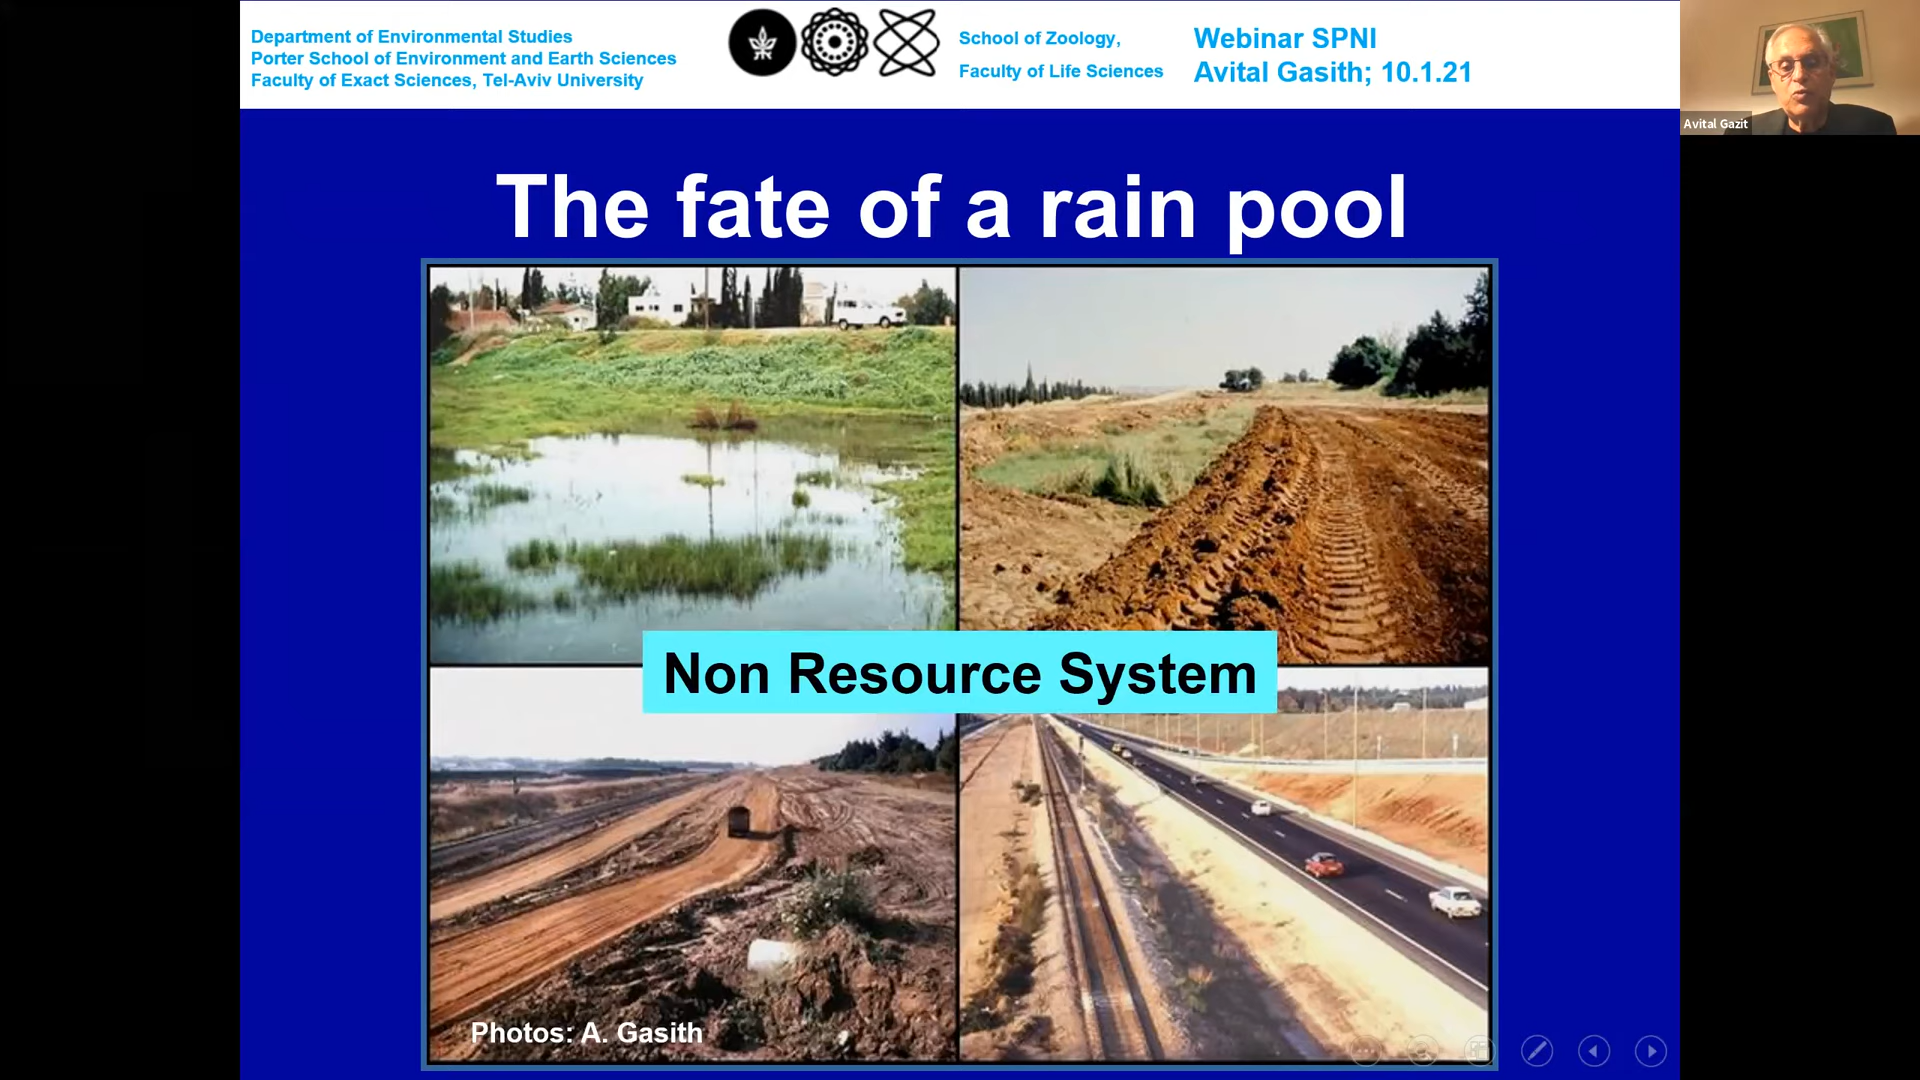 Department of Environmental Studies
Porter School of Environment and Earth Sciences
Faculty of Exact Sciences, Tel-Aviv University
School of Zoology,
Faculty of Life Sciences
Webinar SPNI
Avital Gasith; 10.1.21
Avital Gazit
The fate of a rain pool
Non Resource System
Photos: A. Gasith